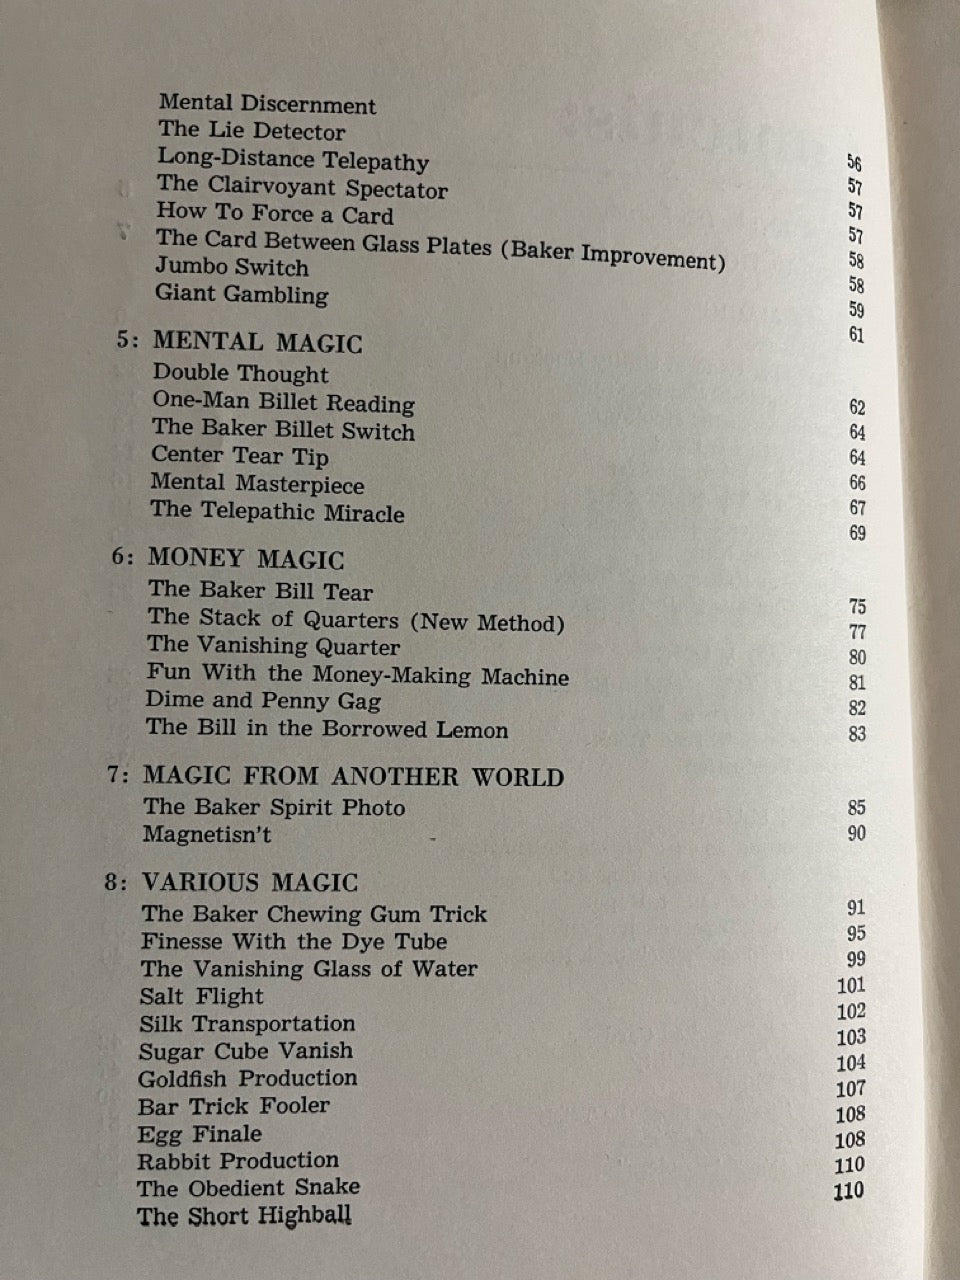 Mental Discernment 56
The Lie Detector 57
Long-Distance Telepathy 57
The Clairvoyant Spectator 57
How To Force a Card 58
The Card Between Glass Plates (Baker Improvement) 58
Jumbo Switch 59
Giant Gambling 61
5: MENTAL MAGIC
Double Thought 62
One-Man Billet Reading 64
The Baker Billet Switch 64
Center Tear Tip 66
Mental Masterpiece 67
The Telepathic Miracle 69
6: MONEY MAGIC
The Baker Bill Tear 75
The Stack of Quarters (New Method) 77
The Vanishing Quarter 80
Fun With the Money-Making Machine 81
Dime and Penny Gag 82
The Bill in the Borrowed Lemon 83
7: MAGIC FROM ANOTHER WORLD
The Baker Spirit Photo 85
Magnetisn't 90
8: VARIOUS MAGIC
The Baker Chewing Gum Trick 91
Finesse With the Dye Tube 95
The Vanishing Glass of Water 99
Salt Flight 101
Silk Transportation 102
Sugar Cube Vanish 103
Goldfish Production 104
Bar Trick Fooler 107
Egg Finale 108
Rabbit Production 108
The Obedient Snake 110
The Short Highball 110